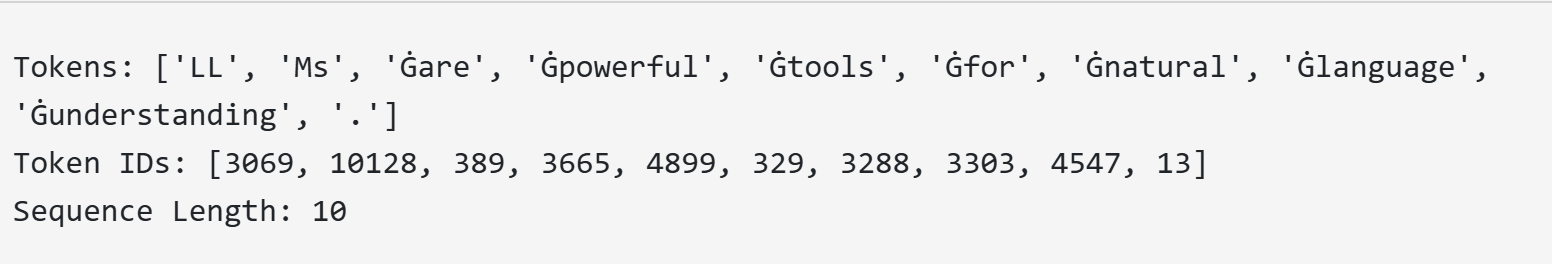 Tokens: ['LL', 'Ms', 'Ġare', 'Ġpowerful', 'Ġtools', 'Ġfor', 'Ġnatural', 'Ġlanguage',
'Ġunderstanding', '.']
Token IDs: [3069, 10128, 389, 3665, 4899, 329, 3288, 3303, 4547, 13]
Sequence Length: 10